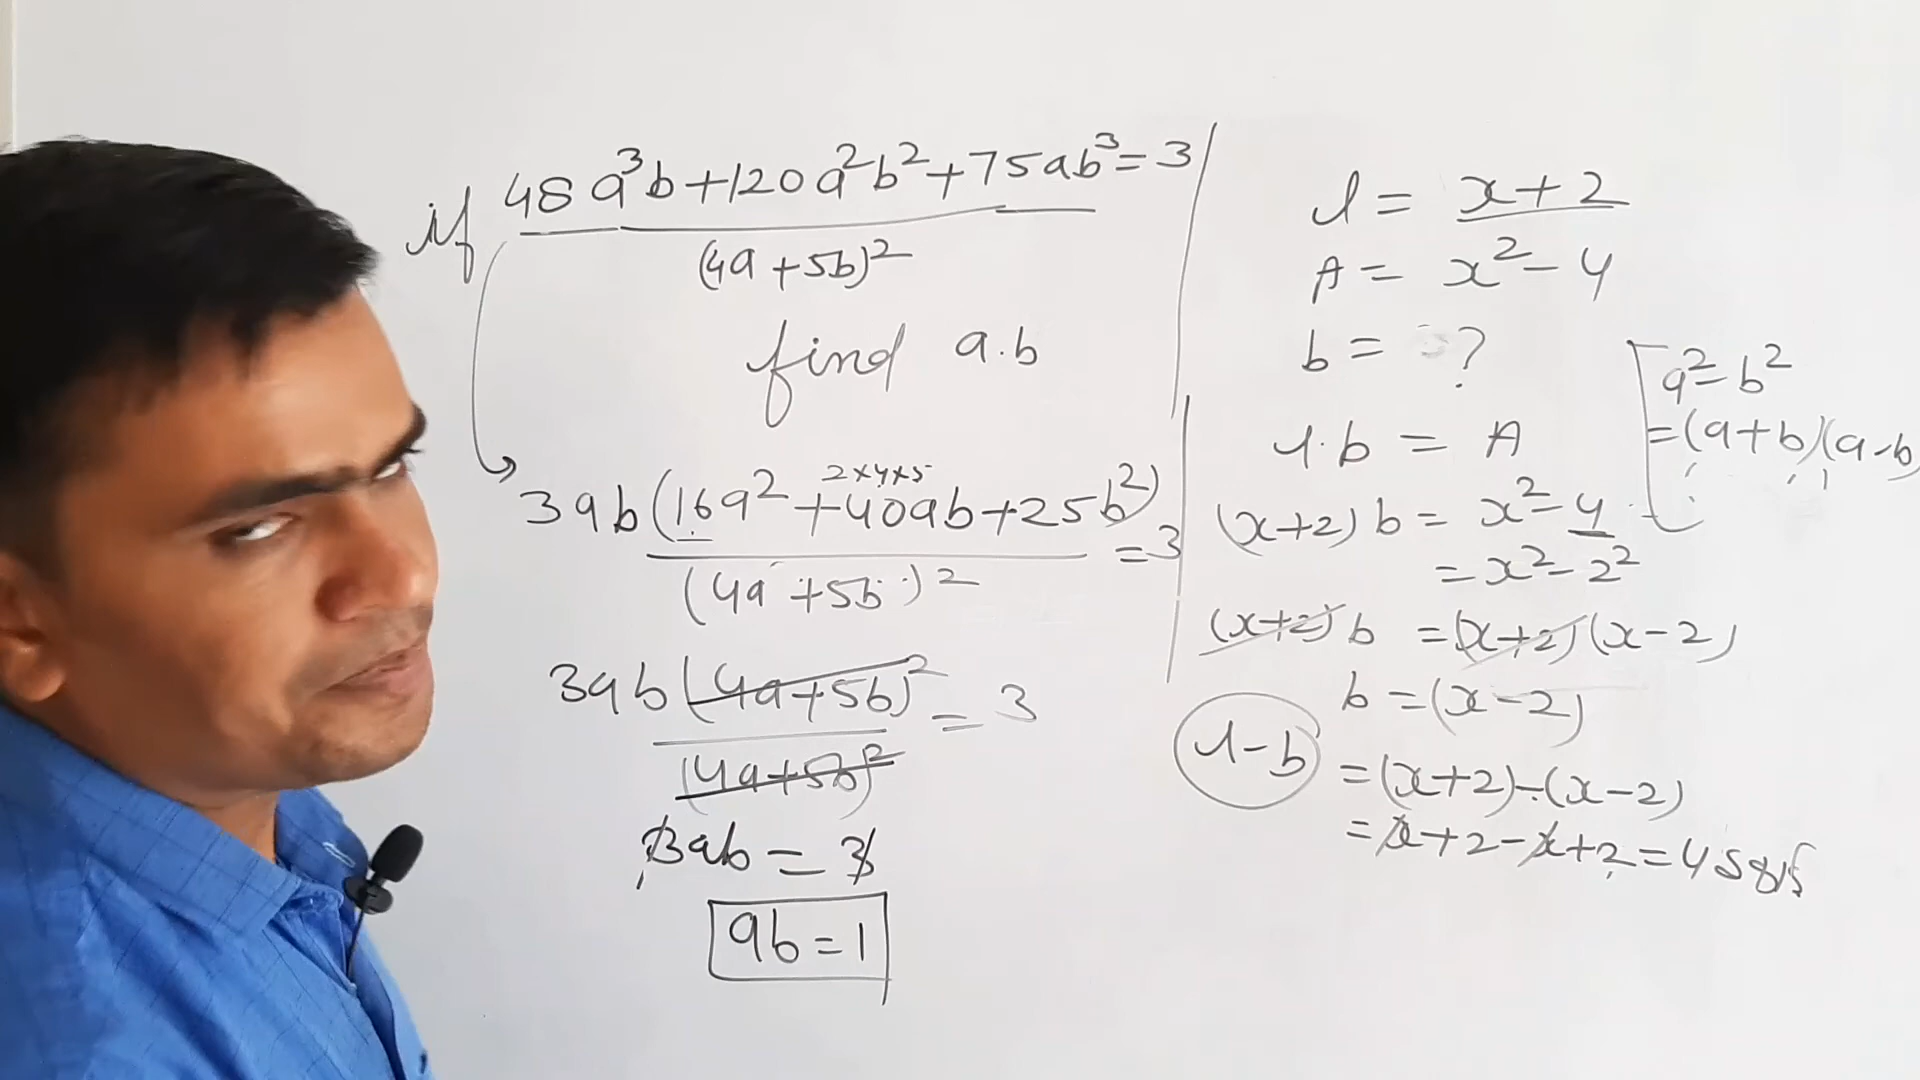 if 48a³b+120a²b²+75ab³=3
(4a+5b)²
find a.b
2×4×5
3ab(16a²+40ab+25b²)
=3
(4a+5b)²
3ab(4a+5b)²=3
(4a+5b)²
3ab=3
ab=1
l=x+2
A=x²-4
b=?
l.b=A
(x+2)b=x²-4
=x²-2²
(x+2)b=(x+2)(x-2)
b=(x-2)
l-b
=(x+2)-(x-2)
=x+2-x+2=4
a²-b²
=(a+b)(a-b)